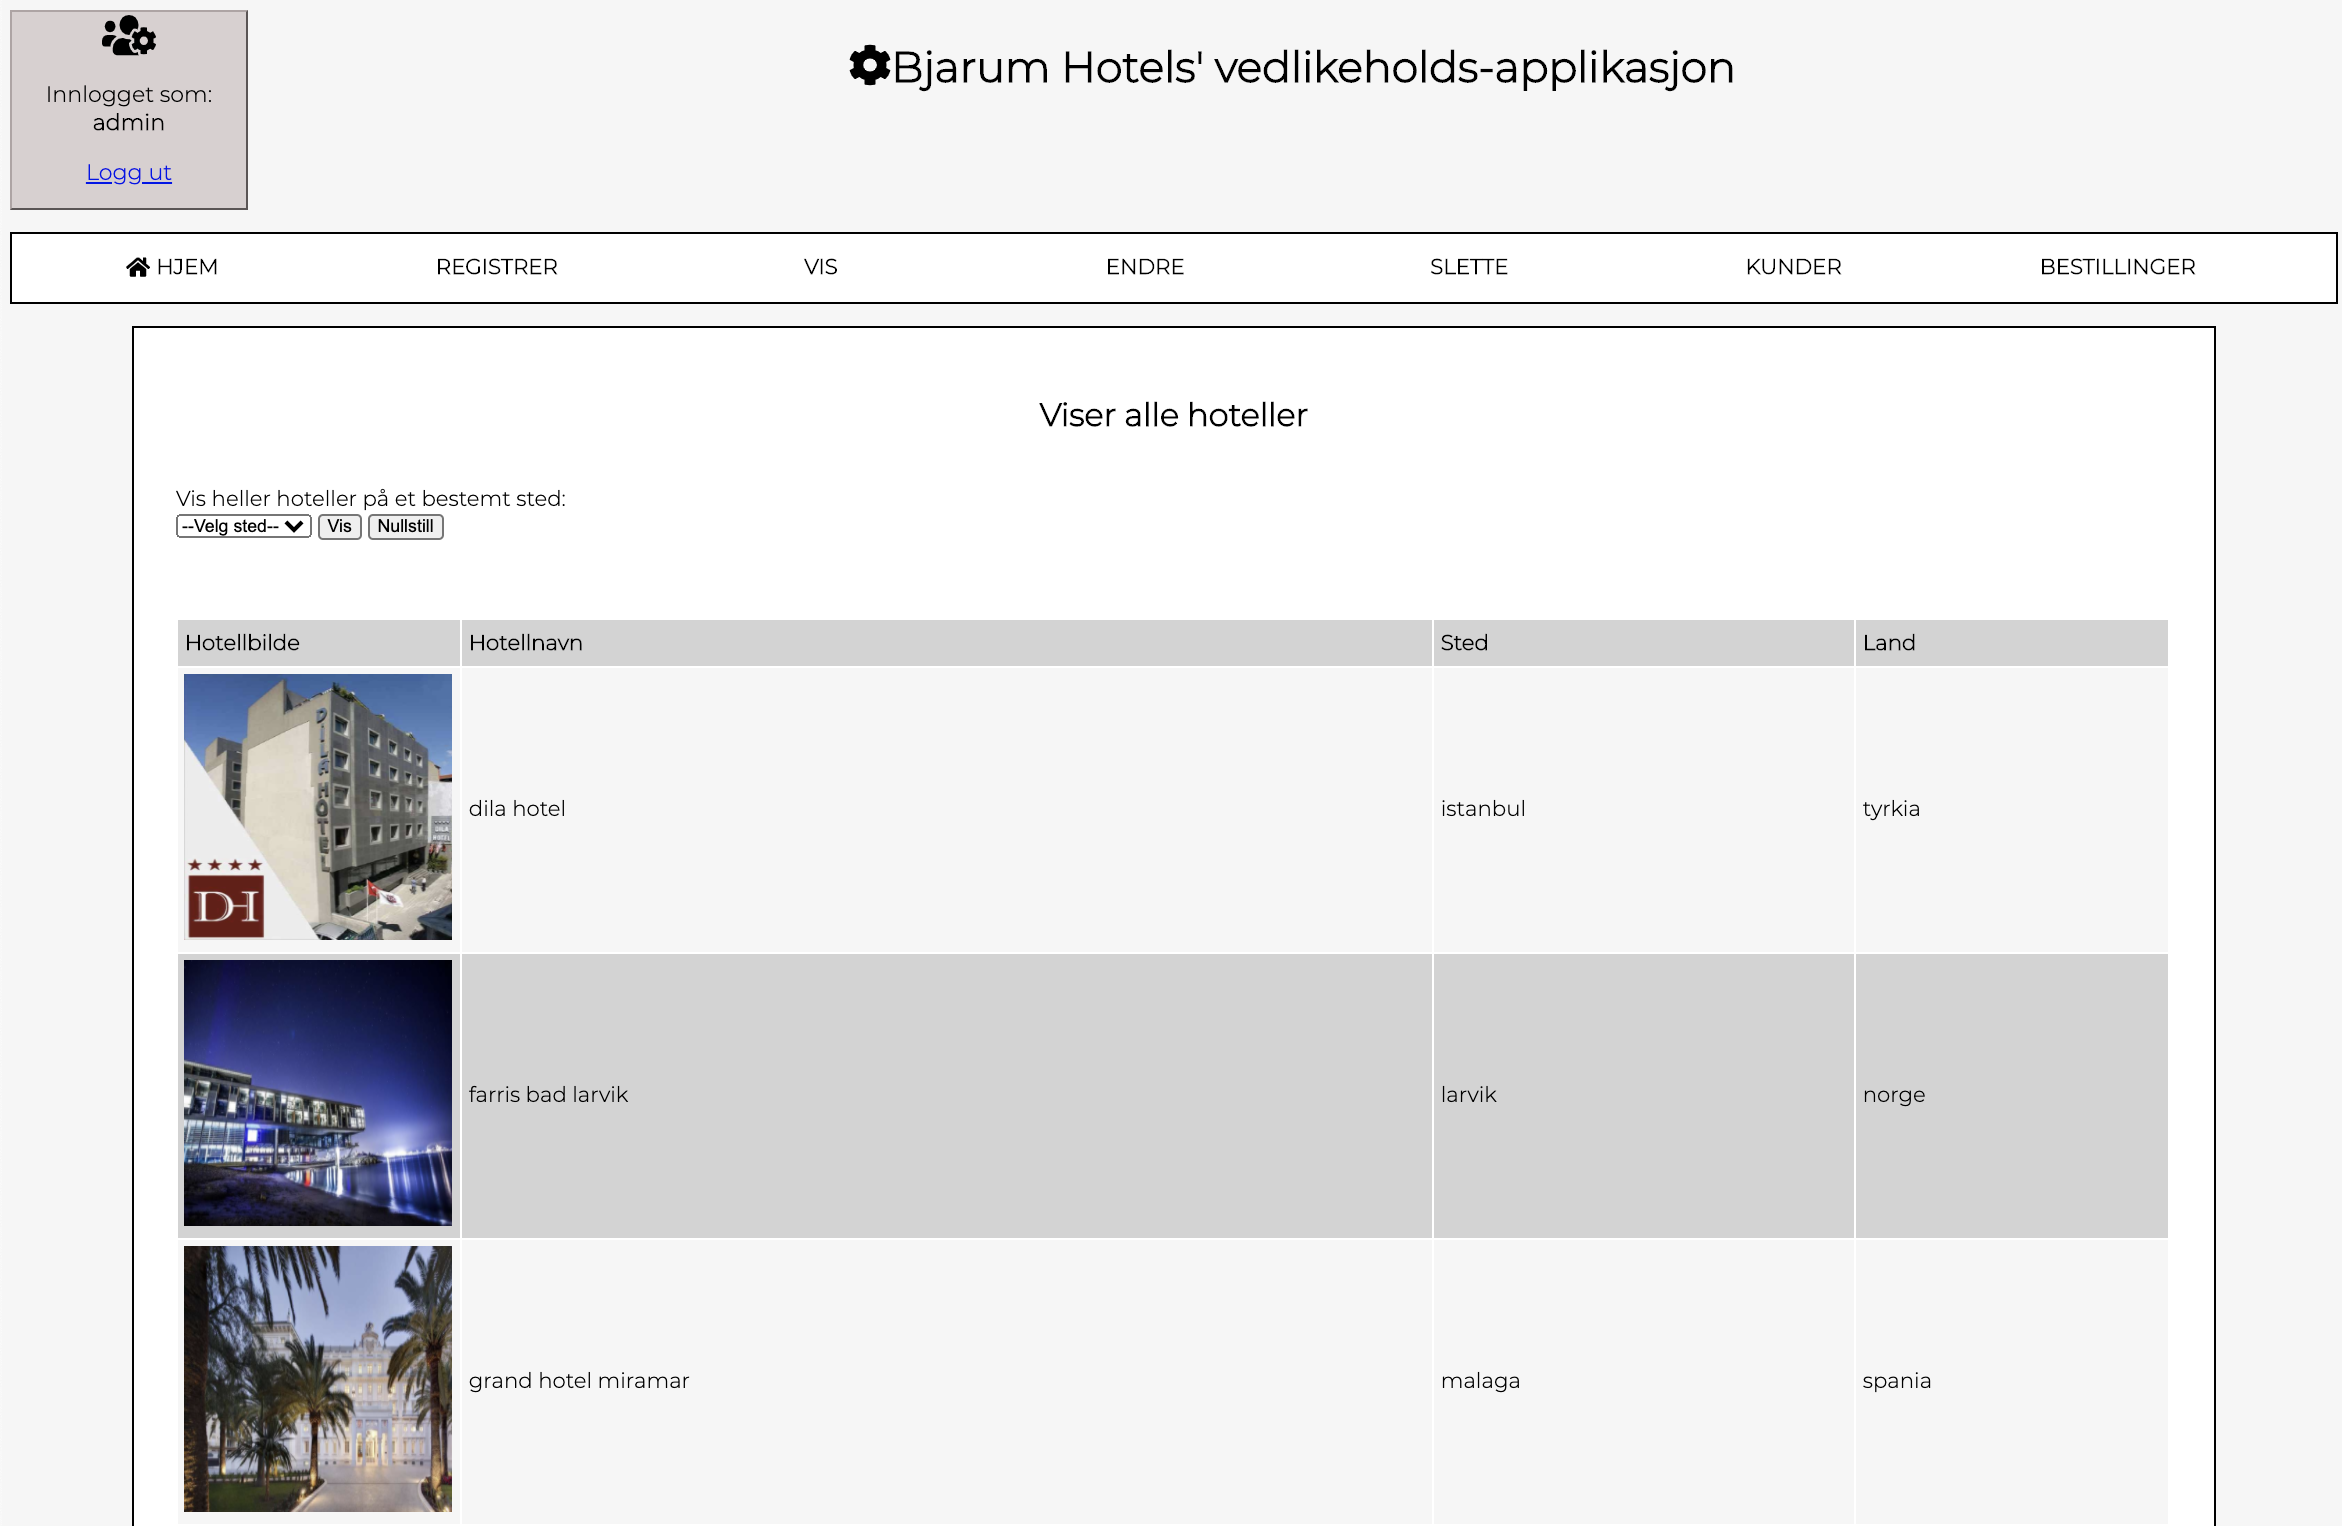 Innlogget som:
admin
Logg ut
Bjarum Hotels' vedlikeholds-applikasjon
HJEM REGISTRER VIS ENDRE SLETTE KUNDER BESTILLINGER
Viser alle hoteller
Vis heller hoteller på et bestemt sted:
--Velg sted-- Vis Nullstill
Hotellbilde Hotellnavn Sted Land
DILA HOTEL
DILA
HOTEL
DH
dila hotel istanbul tyrkia
farris bad larvik larvik norge
grand hotel miramar malaga spania